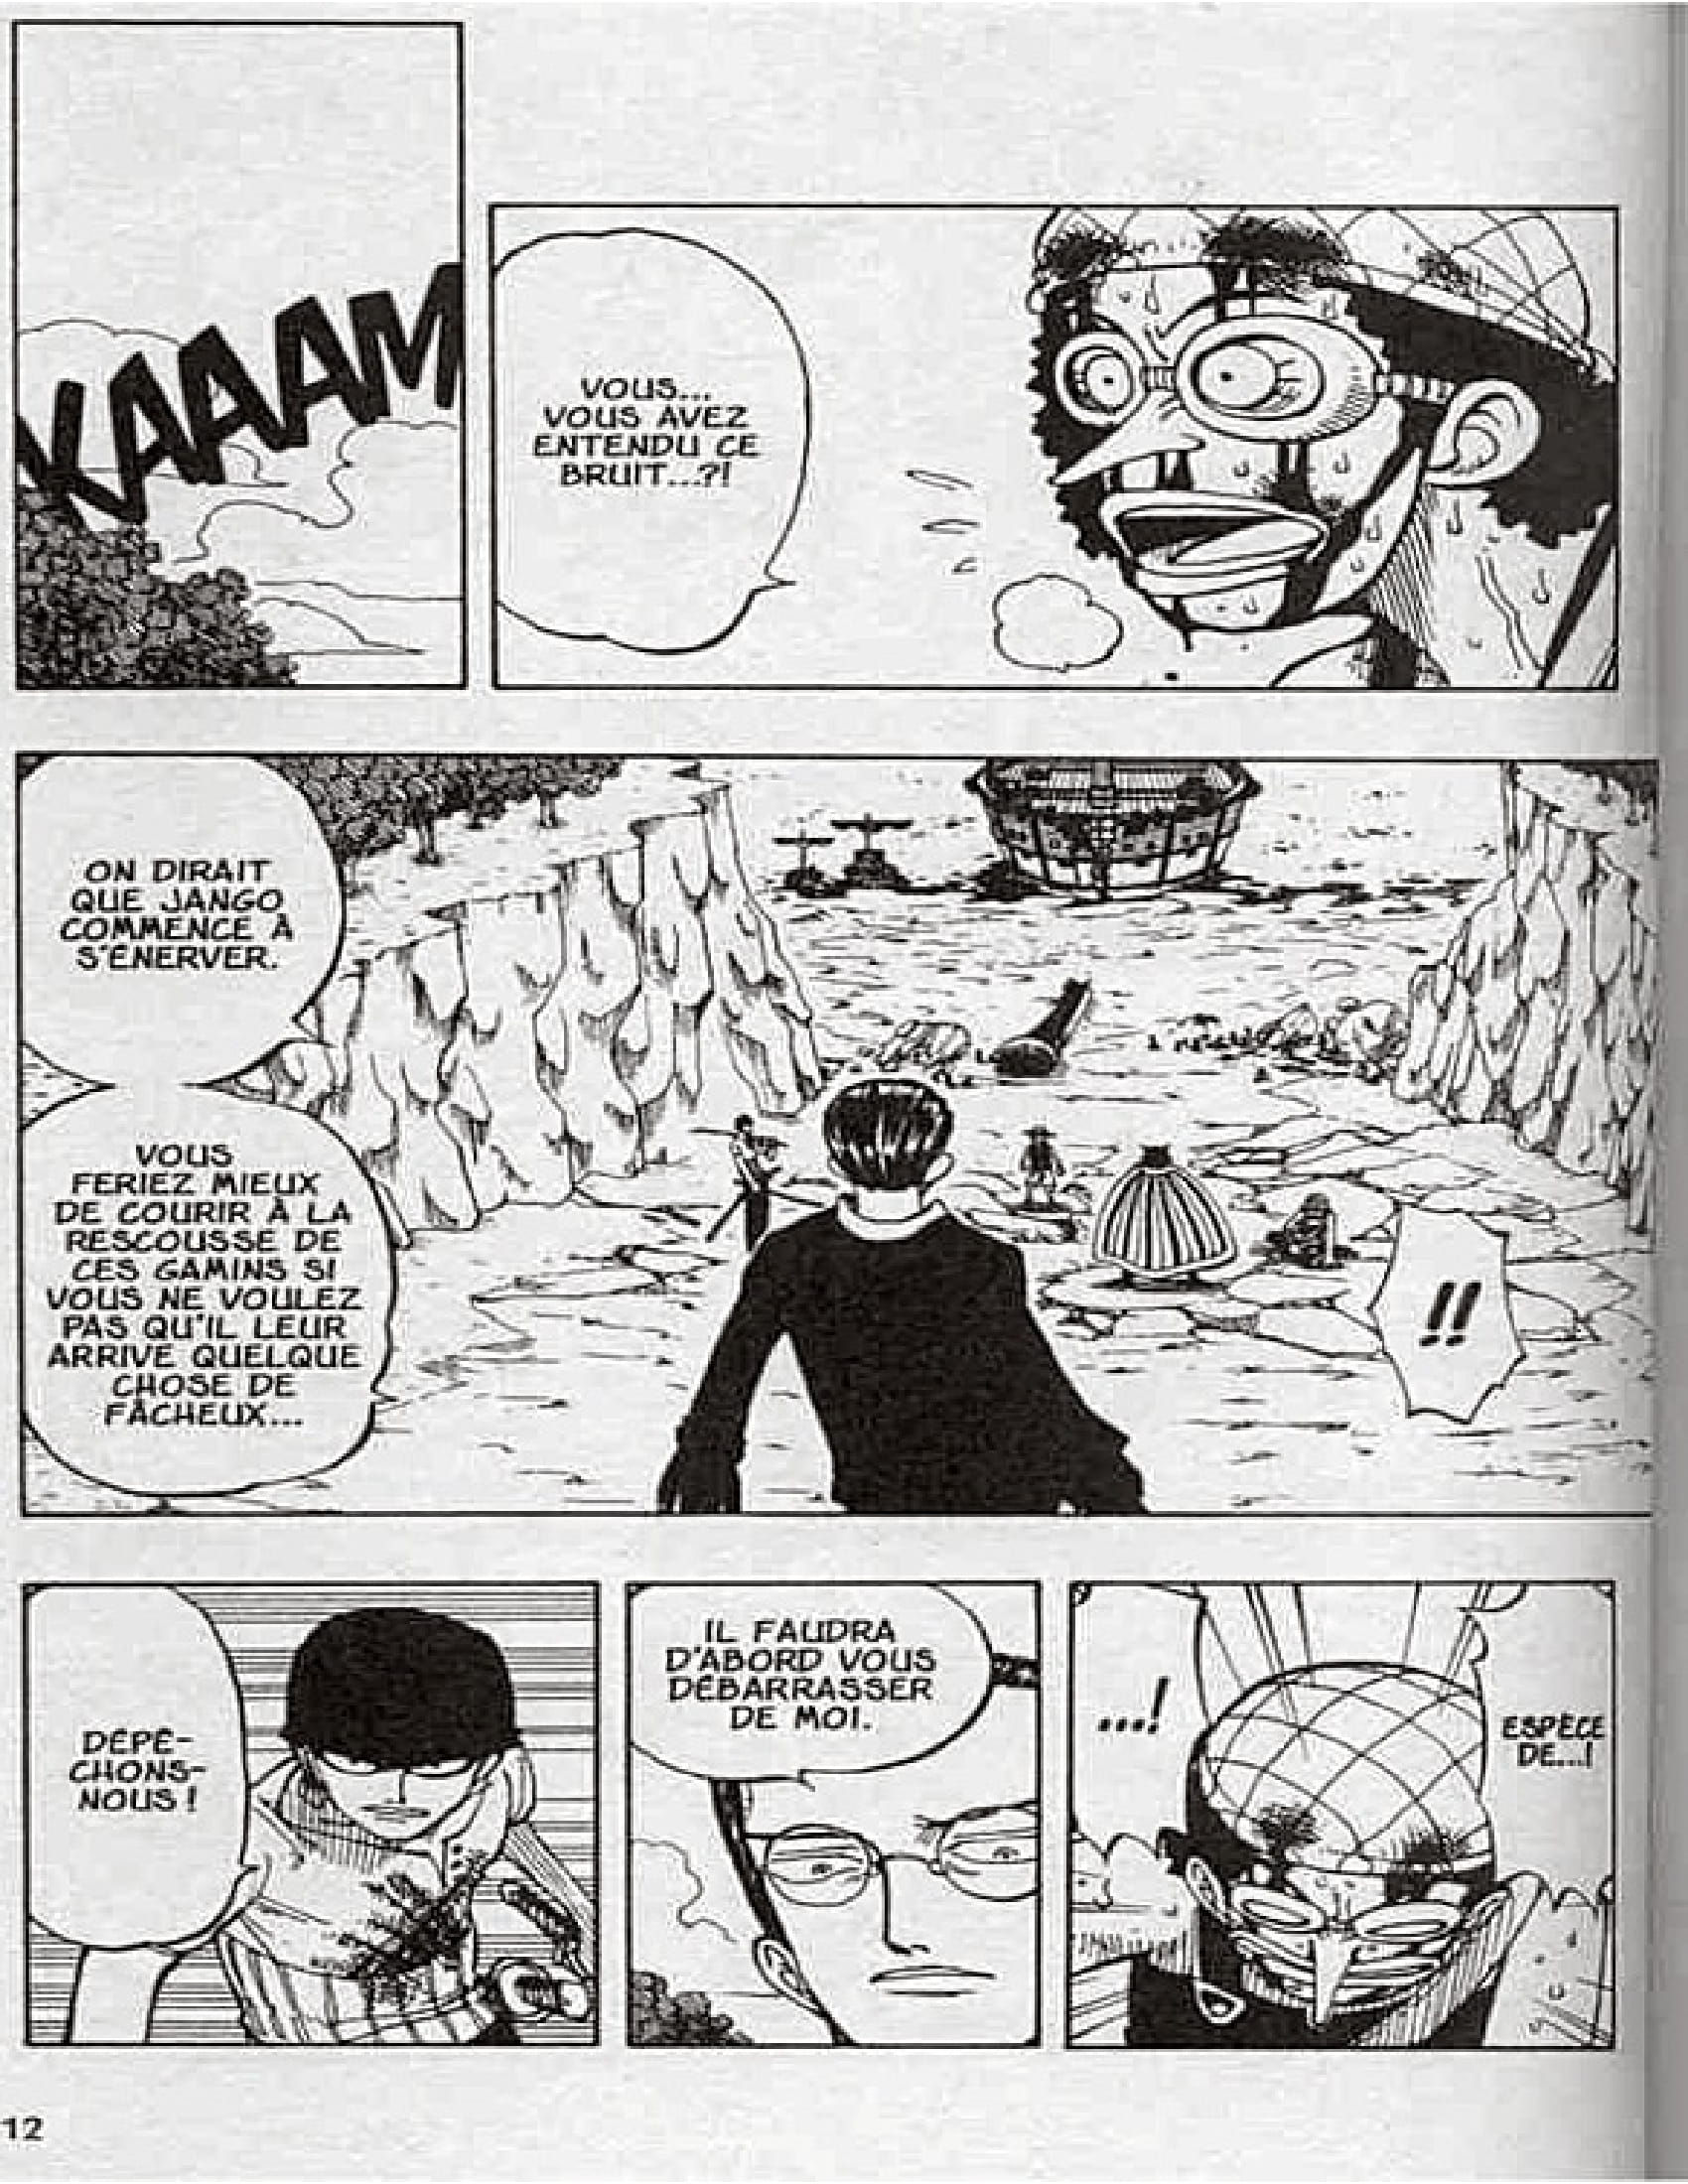 VOUS...
VOUS AVEZ
ENTENDU CE
BRUIT...?!
KAAAM
ON DIRAIT
QUE JANGO
COMMENCE À
S'ÉNERVER.
VOUS
FERIEZ MIEUX
DE COURIR À LA
RESCOUSSE DE
CES GAMINS SI
VOUS NE VOULEZ
PAS QU'IL LEUR
ARRIVE QUELQUE
CHOSE DE
FÂCHEUX...
!!
ESPÈCE
DE...!
...!
IL FAUDRA
D'ABORD VOUS
DÉBARRASSER
DE MOI.
DÉPÊ-
CHONS-
NOUS !
12